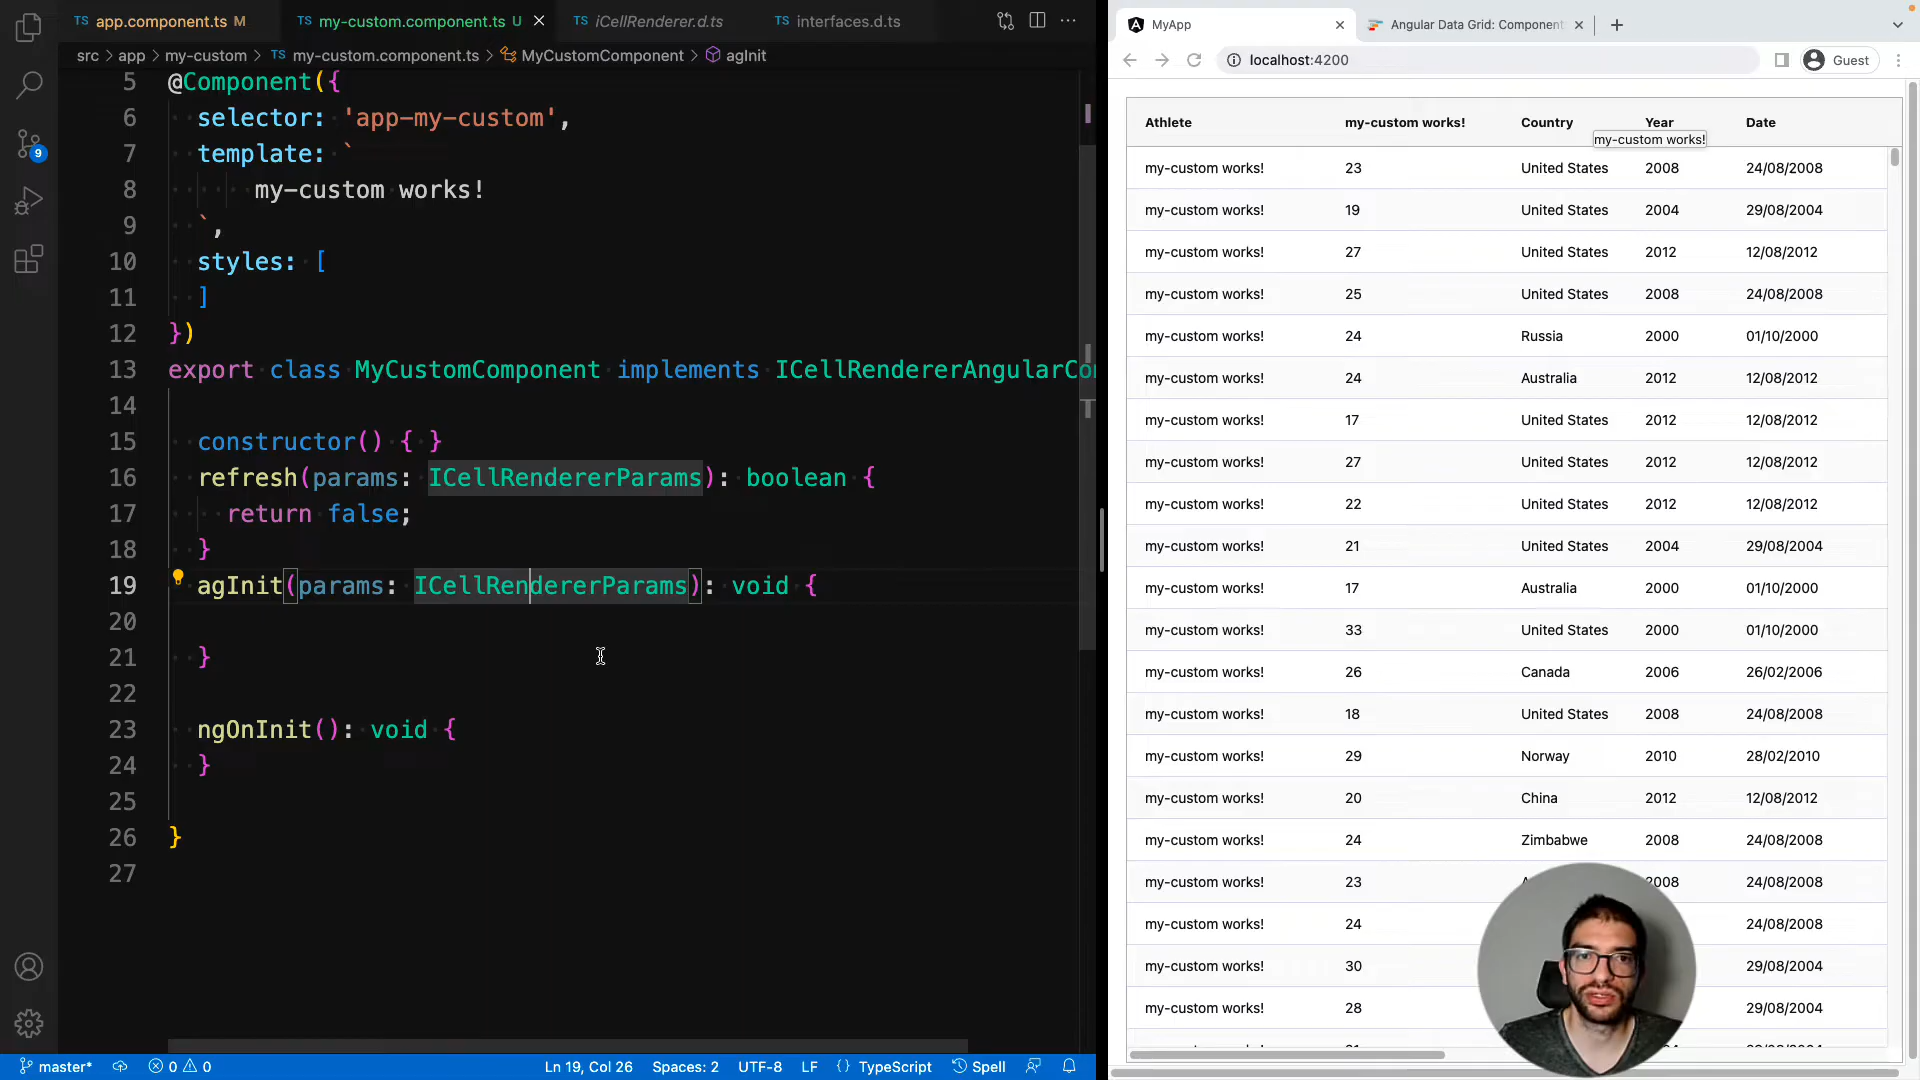 app.component.ts M
my-custom.component.ts U
iCellRenderer.d.ts
interfaces.d.ts
src > app > my-custom > TS my-custom.component.ts > MyCustomComponent > agInit
5 @Component({
6 selector: 'app-my-custom',
7 template: `
8 my-custom works!
9 `,
10 styles: [
11 ]
12 })
13 export class MyCustomComponent implements ICellRendererAngularCo
14
15 constructor() { }
16 refresh(params: ICellRendererParams): boolean {
17 return false;
18 }
19 agInit(params: ICellRendererParams): void {
20
21 }
22
23 ngOnInit(): void {
24 }
25
26 }
27
9
master* 0 0 Ln 19, Col 26 Spaces: 2 UTF-8 LF {} TypeScript Spell
MyApp
Angular Data Grid: Component
localhost:4200
Guest
Athlete my-custom works! Country Year Date
my-custom works!
my-custom works! 23 United States 2008 24/08/2008
my-custom works! 19 United States 2004 29/08/2004
my-custom works! 27 United States 2012 12/08/2012
my-custom works! 25 United States 2008 24/08/2008
my-custom works! 24 Russia 2000 01/10/2000
my-custom works! 24 Australia 2012 12/08/2012
my-custom works! 17 United States 2012 12/08/2012
my-custom works! 27 United States 2012 12/08/2012
my-custom works! 22 United States 2012 12/08/2012
my-custom works! 21 United States 2004 29/08/2004
my-custom works! 17 Australia 2000 01/10/2000
my-custom works! 33 United States 2000 01/10/2000
my-custom works! 26 Canada 2006 26/02/2006
my-custom works! 18 United States 2008 24/08/2008
my-custom works! 29 Norway 2010 28/02/2010
my-custom works! 20 China 2012 12/08/2012
my-custom works! 24 Zimbabwe 2008 24/08/2008
my-custom works! 23 2008 24/08/2008
my-custom works! 24 24/08/2008
my-custom works! 30 29/08/2004
my-custom works! 28 29/08/2004